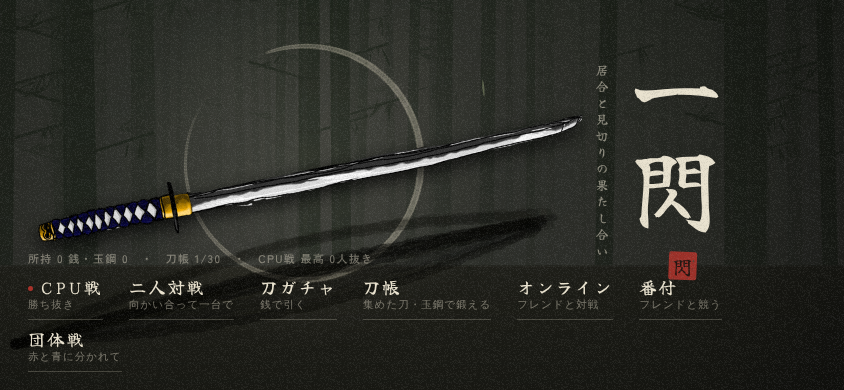 一閃
居合と見切りの果たし合い
閃
所持 0 銭・玉鋼 0 ・ 刀帳 1/30 ・ CPU戦 最高 0人抜き
CPU戦
勝ち抜き
二人対戦
向かい合って一台で
刀ガチャ
銭で引く
刀帳
集めた刀・玉鋼で鍛える
オンライン
フレンドと対戦
番付
フレンドと競う
団体戦
赤と青に分かれて